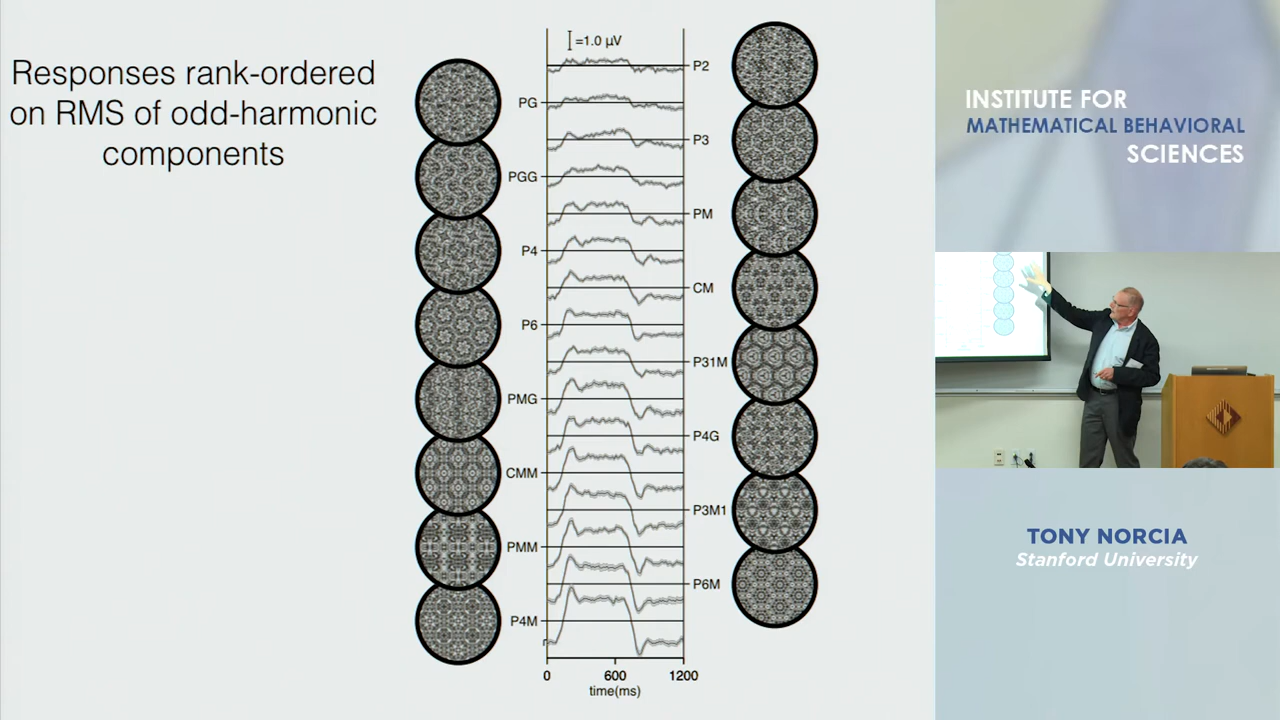 Responses rank-ordered
on RMS of odd-harmonic
components
=1.0 µV
P2
PG
P3
PGG
PM
P4
CM
P6
P31M
PMG
P4G
CMM
P3M1
PMM
P6M
P4M
0 600 1200
time(ms)
INSTITUTE FOR
MATHEMATICAL BEHAVIORAL
SCIENCES
TONY NORCIA
Stanford University